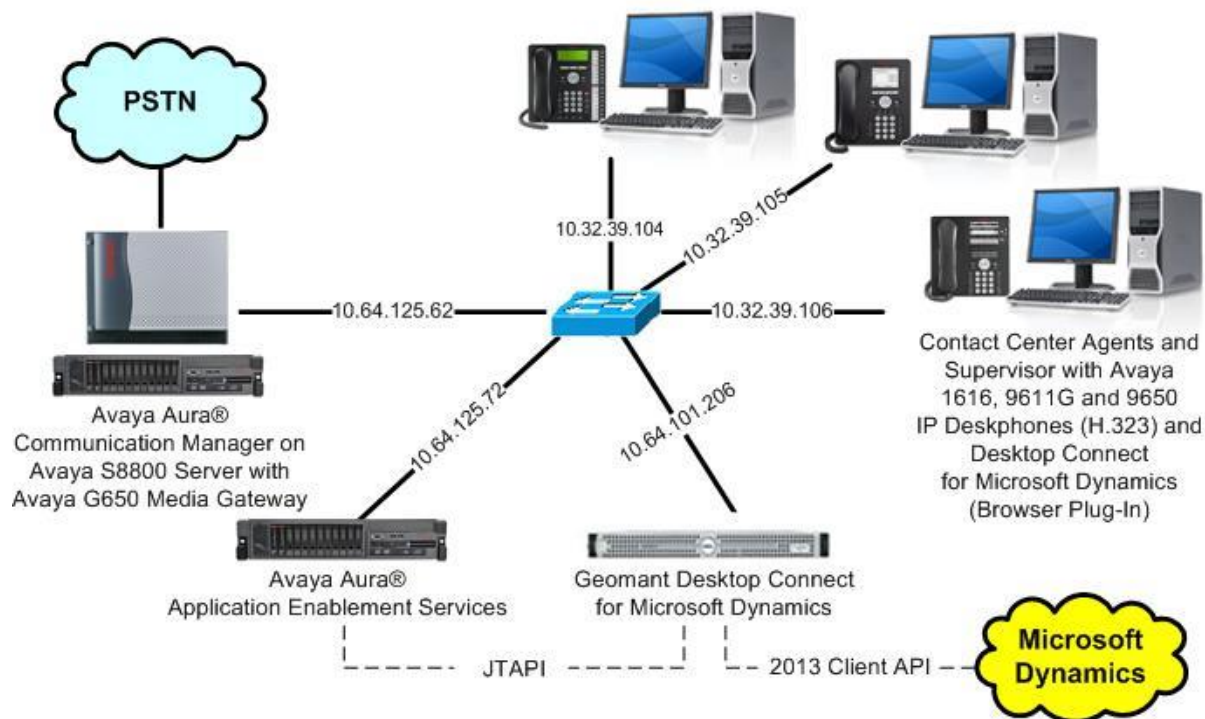 PSTN
10.32.39.104
10.32.39.105
10.64.125.62
10.32.39.106
Contact Center Agents and
Supervisor with Avaya
1616, 9611G and 9650
IP Deskphones (H.323) and
Desktop Connect
for Microsoft Dynamics
(Browser Plug-In)
Avaya Aura®
Communication Manager on
Avaya S8800 Server with
Avaya G650 Media Gateway
10.64.125.72
10.64.101.206
Avaya Aura®
Application Enablement Services
Geomant Desktop Connect
for Microsoft Dynamics
JTAPI
2013 Client API
Microsoft
Dynamics